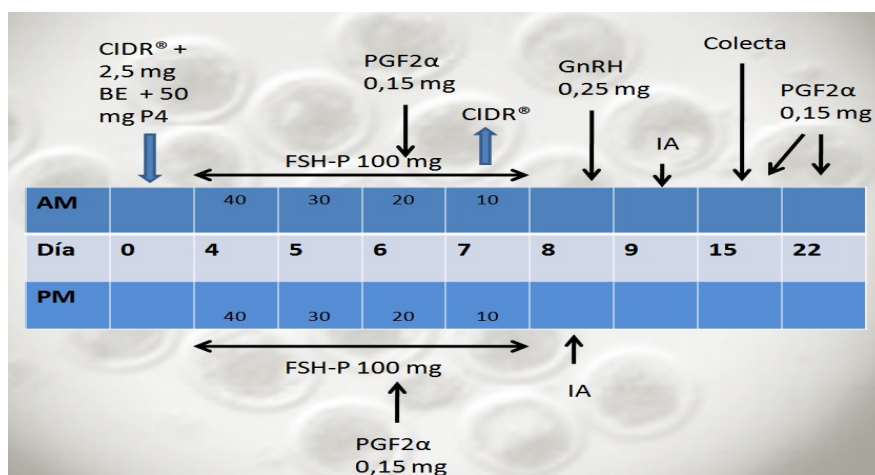 CIDR® +
2,5 mg
BE + 50
mg P4
PGF2α
0,15 mg
CIDR®
GnRH
0,25 mg
IA
Colecta
PGF2α
0,15 mg
FSH-P 100 mg
AM 40 30 20 10
Día 0 4 5 6 7 8 9 15 22
PM 40 30 20 10
FSH-P 100 mg
IA
PGF2α
0,15 mg